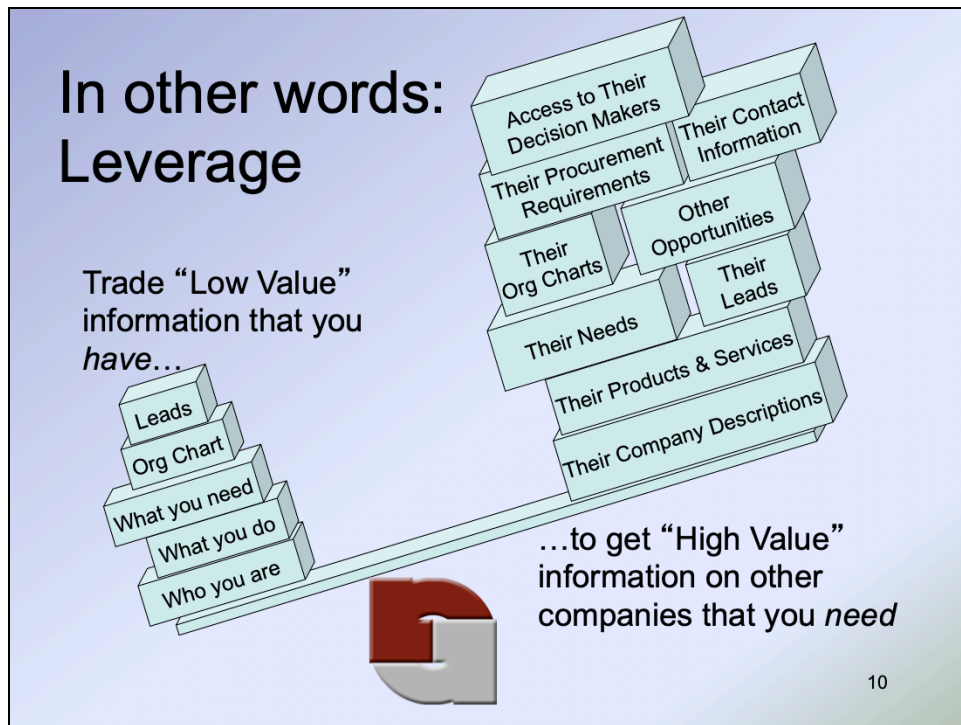 In other words:
Leverage
Trade “Low Value”
information that you
have…
Leads
Org Chart
What you need
What you do
Who you are
Access to Their
Decision Makers
Their Contact
Information
Their Procurement
Requirements
Other
Opportunities
Their
Org Charts
Their
Leads
Their Needs
Their Products & Services
Their Company Descriptions
…to get “High Value”
information on other
companies that you need
10